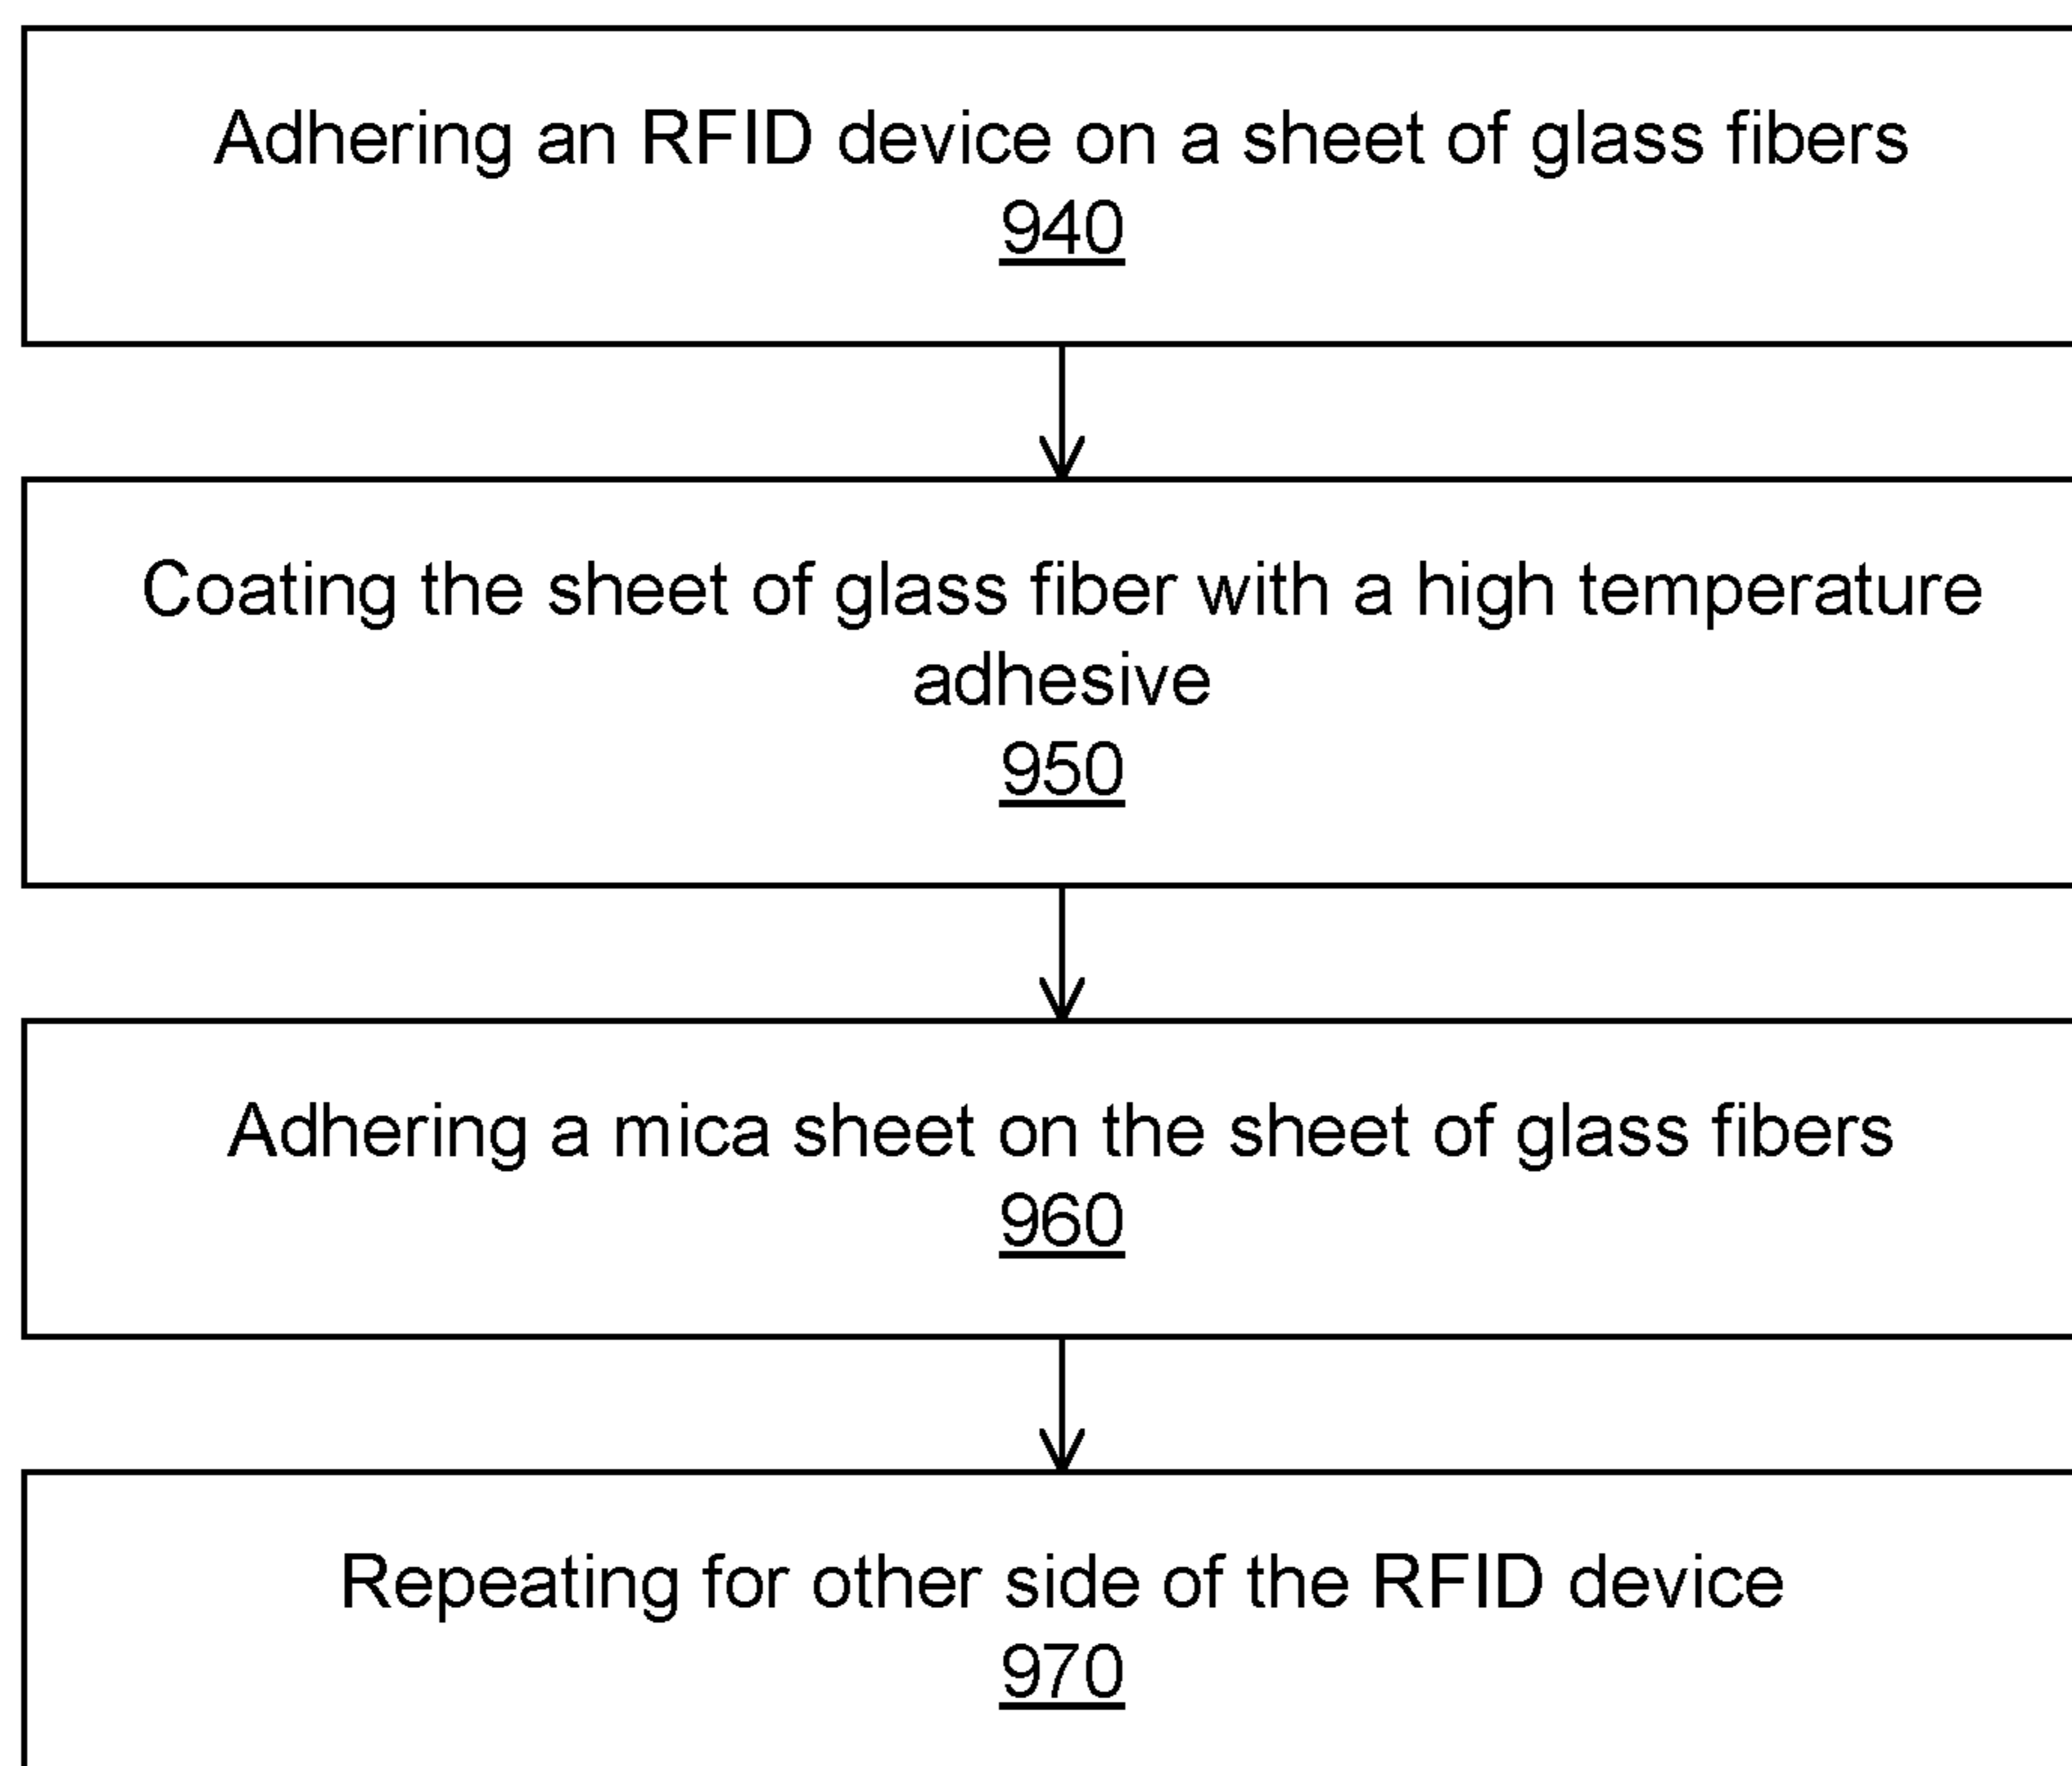 Adhering an RFID device on a sheet of glass fibers
940
Coating the sheet of glass fiber with a high temperature
adhesive
950
Adhering a mica sheet on the sheet of glass fibers
960
Repeating for other side of the RFID device
970